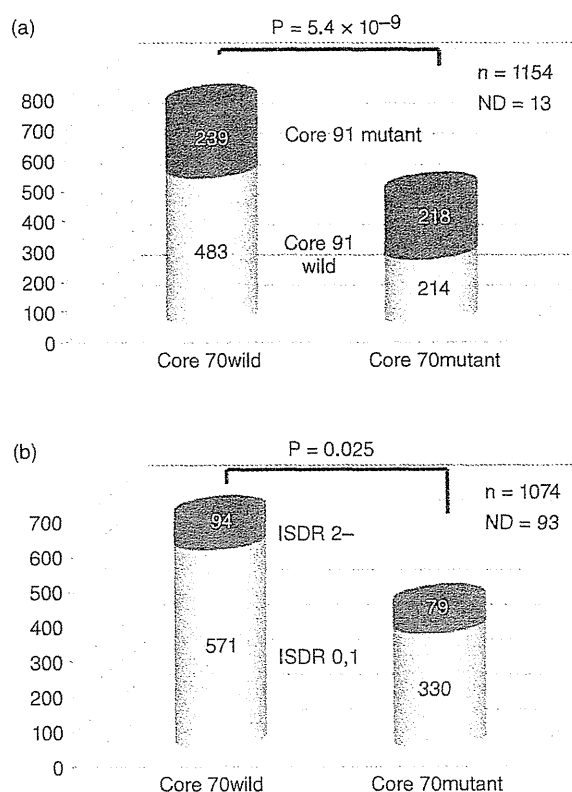 (a)
P = 5.4 × 10⁻⁹
n = 1154
ND = 13
800
700
600
500
400
300
200
100
0
239
Core 91 mutant
218
483
Core 91
wild
214
Core 70wild
Core 70mutant
(b)
P = 0.025
n = 1074
ND = 93
700
600
500
400
300
200
100
0
94
ISDR 2–
79
571
ISDR 0,1
330
Core 70wild
Core 70mutant